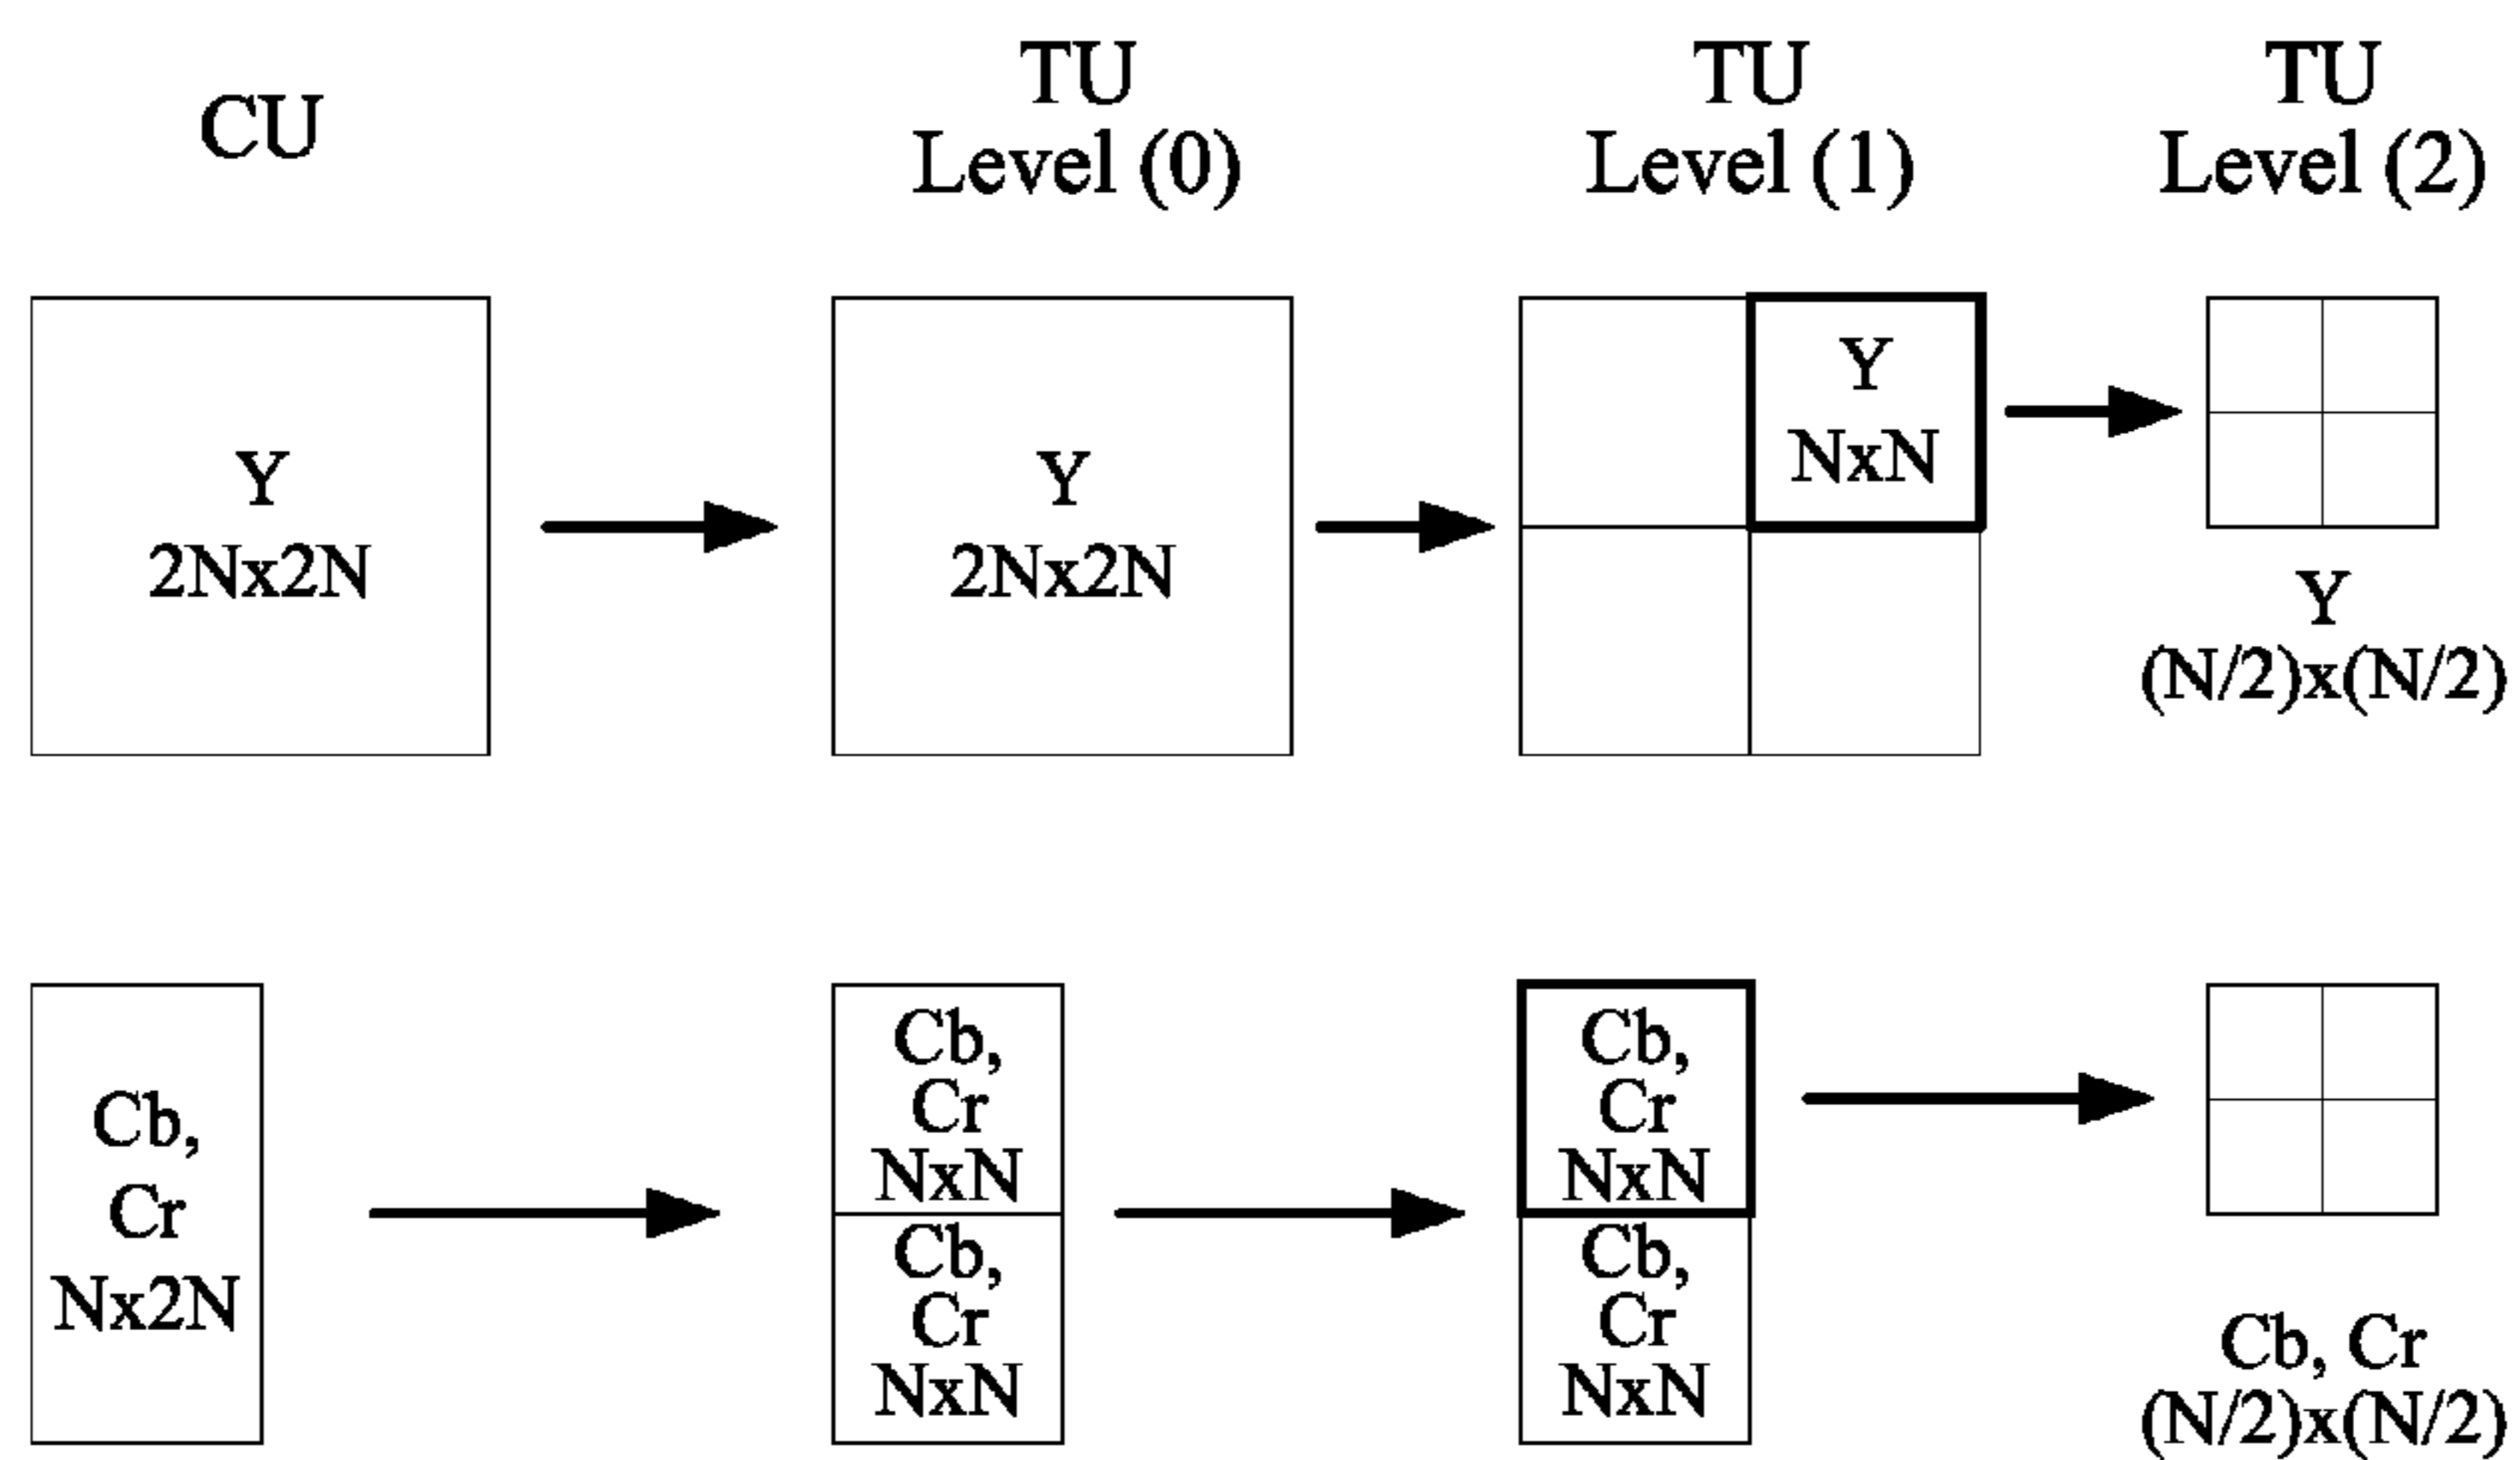 CU
TU
Level (0)
TU
Level (1)
TU
Level (2)
Y
2Nx2N
Y
2Nx2N
Y
NxN
Y
(N/2)x(N/2)
Cb,
Cr
Nx2N
Cb,
Cr
NxN
Cb,
Cr
NxN
Cb,
Cr
NxN
Cb,
Cr
NxN
Cb, Cr
(N/2)x(N/2)